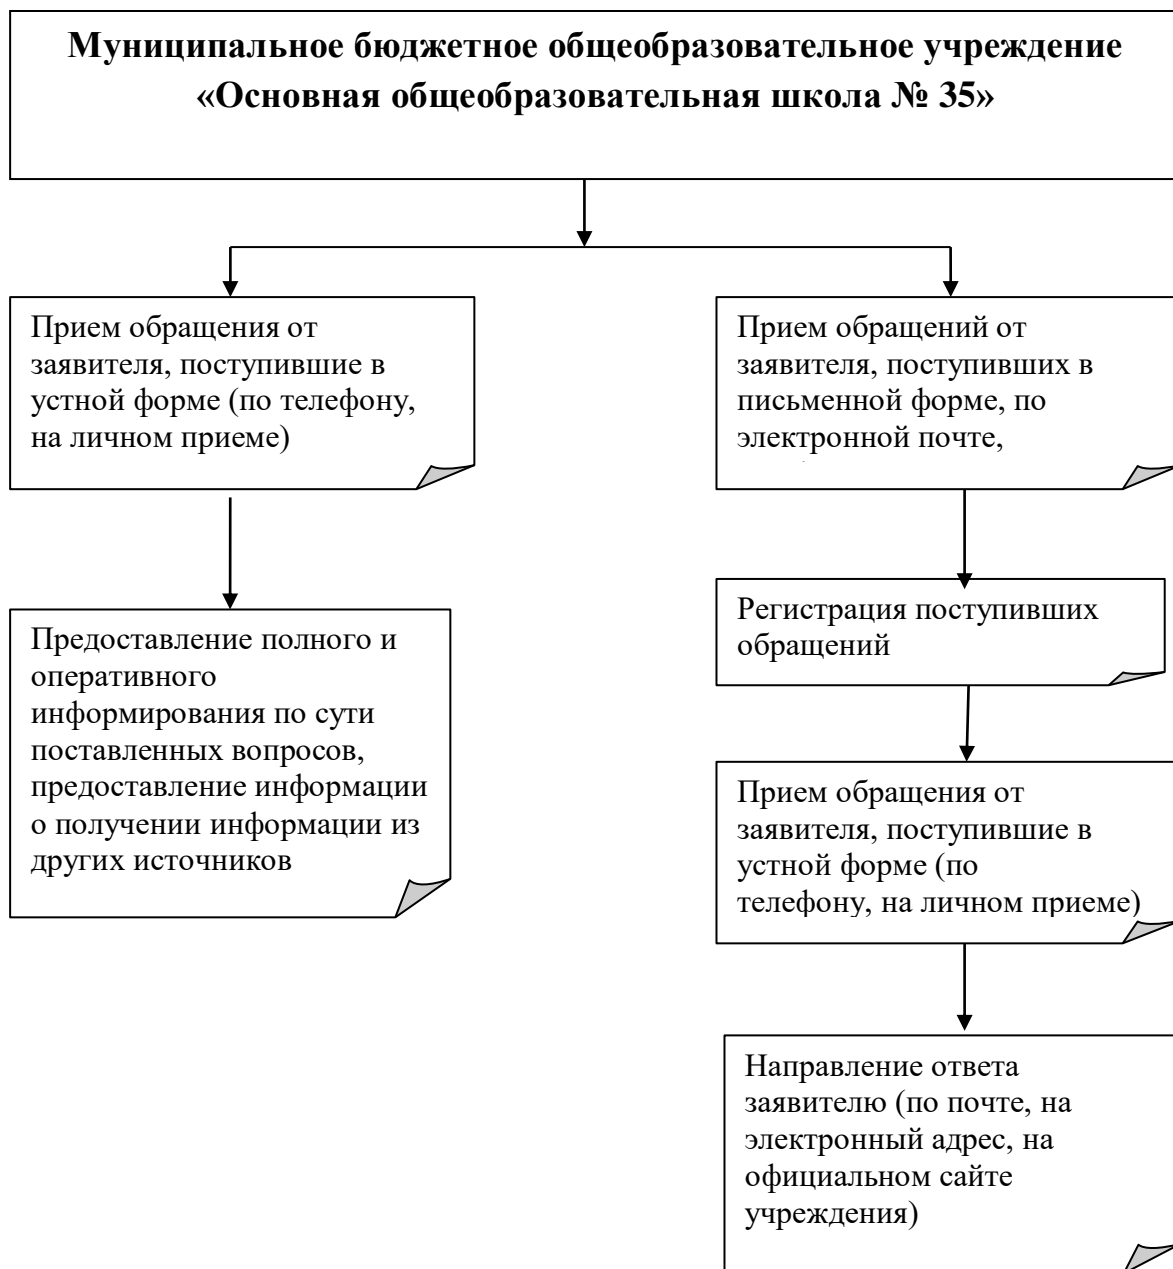 Муниципальное бюджетное общеобразовательное учреждение
«Основная общеобразовательная школа № 35»
Прием обращения от
заявителя, поступившие в
устной форме (по телефону,
на личном приеме)
Предоставление полного и
оперативного
информирования по сути
поставленных вопросов,
предоставление информации
о получении информации из
других источников
Прием обращений от
заявителя, поступивших в
письменной форме, по
электронной почте,
Регистрация поступивших
обращений
Прием обращения от
заявителя, поступившие в
устной форме (по
телефону, на личном приеме)
Направление ответа
заявителю (по почте, на
электронный адрес, на
официальном сайте
учреждения)